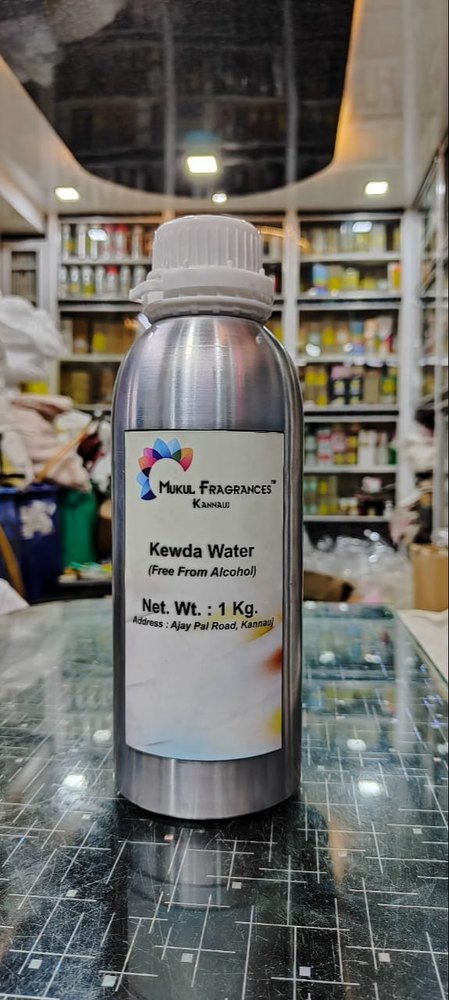 Mukul Fragrances™
Kannauj
Kewda Water
(Free From Alcohol)
Net. Wt. : 1 Kg.
Address : Ajay Pal Road, Kannauj